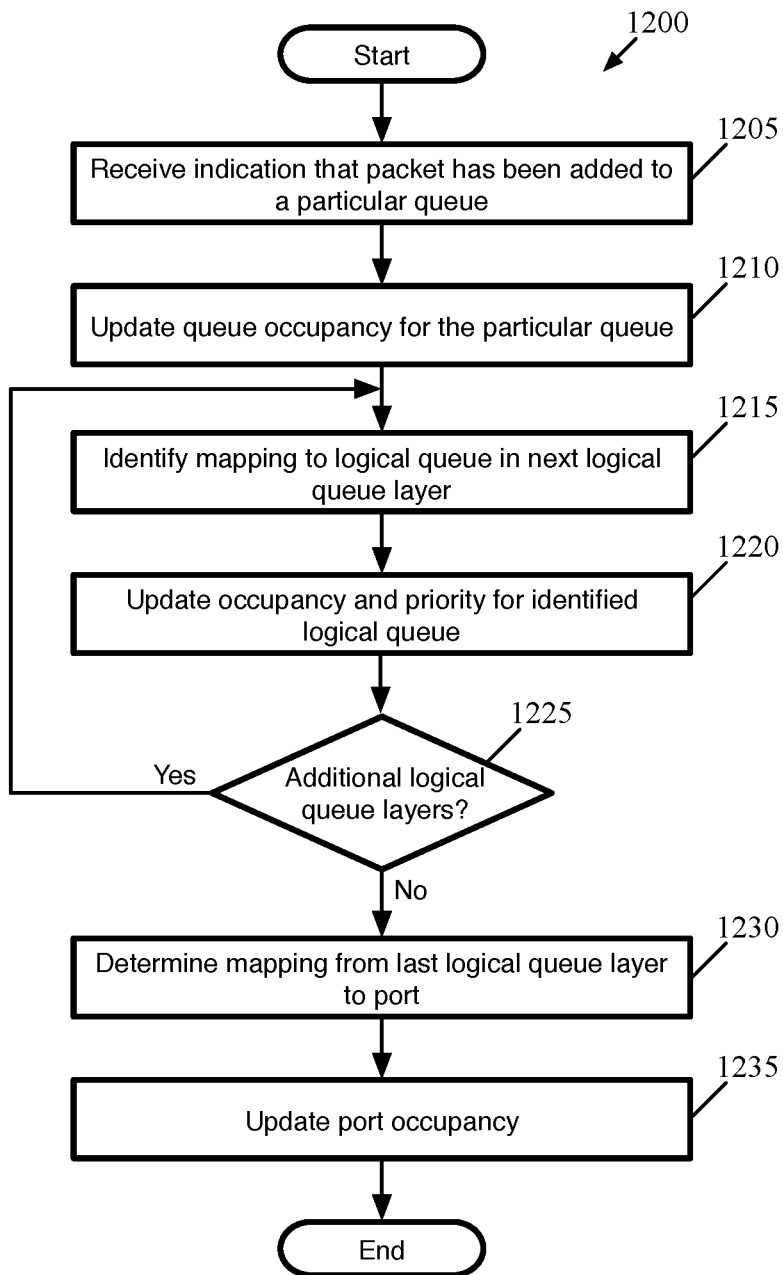 1200
Start
1205
Receive indication that packet has been added to
a particular queue
1210
Update queue occupancy for the particular queue
1215
Identify mapping to logical queue in next logical
queue layer
1220
Update occupancy and priority for identified
logical queue
1225
Yes
Additional logical
queue layers?
No
1230
Determine mapping from last logical queue layer
to port
1235
Update port occupancy
End